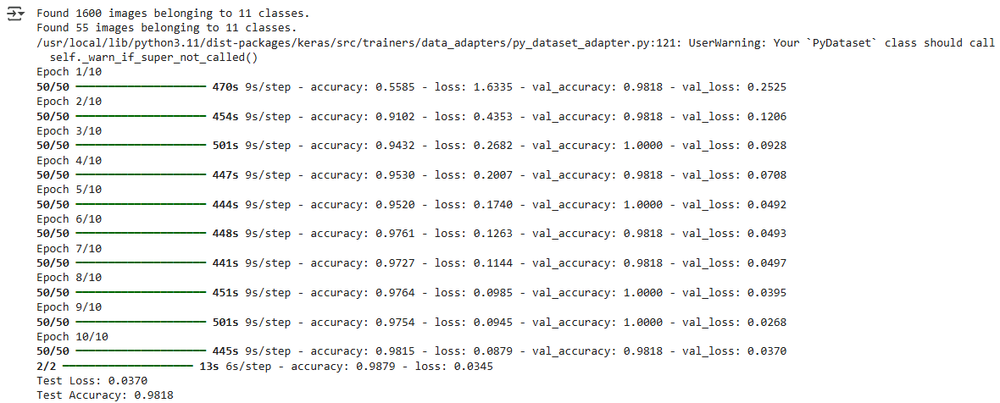 Found 1600 images belonging to 11 classes.
Found 55 images belonging to 11 classes.
/usr/local/lib/python3.11/dist-packages/keras/src/trainers/data_adapters/py_dataset_adapter.py:121: UserWarning: Your `PyDataset` class should call
  self._warn_if_super_not_called()
Epoch 1/10
50/50 ━━━━━━━━━━━━━━━━━━━━ 470s 9s/step - accuracy: 0.5585 - loss: 1.6335 - val_accuracy: 0.9818 - val_loss: 0.2525
Epoch 2/10
50/50 ━━━━━━━━━━━━━━━━━━━━ 454s 9s/step - accuracy: 0.9102 - loss: 0.4353 - val_accuracy: 0.9818 - val_loss: 0.1206
Epoch 3/10
50/50 ━━━━━━━━━━━━━━━━━━━━ 501s 9s/step - accuracy: 0.9432 - loss: 0.2682 - val_accuracy: 1.0000 - val_loss: 0.0928
Epoch 4/10
50/50 ━━━━━━━━━━━━━━━━━━━━ 447s 9s/step - accuracy: 0.9530 - loss: 0.2007 - val_accuracy: 0.9818 - val_loss: 0.0708
Epoch 5/10
50/50 ━━━━━━━━━━━━━━━━━━━━ 444s 9s/step - accuracy: 0.9520 - loss: 0.1740 - val_accuracy: 1.0000 - val_loss: 0.0492
Epoch 6/10
50/50 ━━━━━━━━━━━━━━━━━━━━ 448s 9s/step - accuracy: 0.9761 - loss: 0.1263 - val_accuracy: 0.9818 - val_loss: 0.0493
Epoch 7/10
50/50 ━━━━━━━━━━━━━━━━━━━━ 441s 9s/step - accuracy: 0.9727 - loss: 0.1144 - val_accuracy: 0.9818 - val_loss: 0.0497
Epoch 8/10
50/50 ━━━━━━━━━━━━━━━━━━━━ 451s 9s/step - accuracy: 0.9764 - loss: 0.0985 - val_accuracy: 1.0000 - val_loss: 0.0395
Epoch 9/10
50/50 ━━━━━━━━━━━━━━━━━━━━ 501s 9s/step - accuracy: 0.9754 - loss: 0.0945 - val_accuracy: 1.0000 - val_loss: 0.0268
Epoch 10/10
50/50 ━━━━━━━━━━━━━━━━━━━━ 445s 9s/step - accuracy: 0.9815 - loss: 0.0879 - val_accuracy: 0.9818 - val_loss: 0.0370
2/2 ━━━━━━━━━━━━━━━━━━━━ 13s 6s/step - accuracy: 0.9879 - loss: 0.0345
Test Loss: 0.0370
Test Accuracy: 0.9818